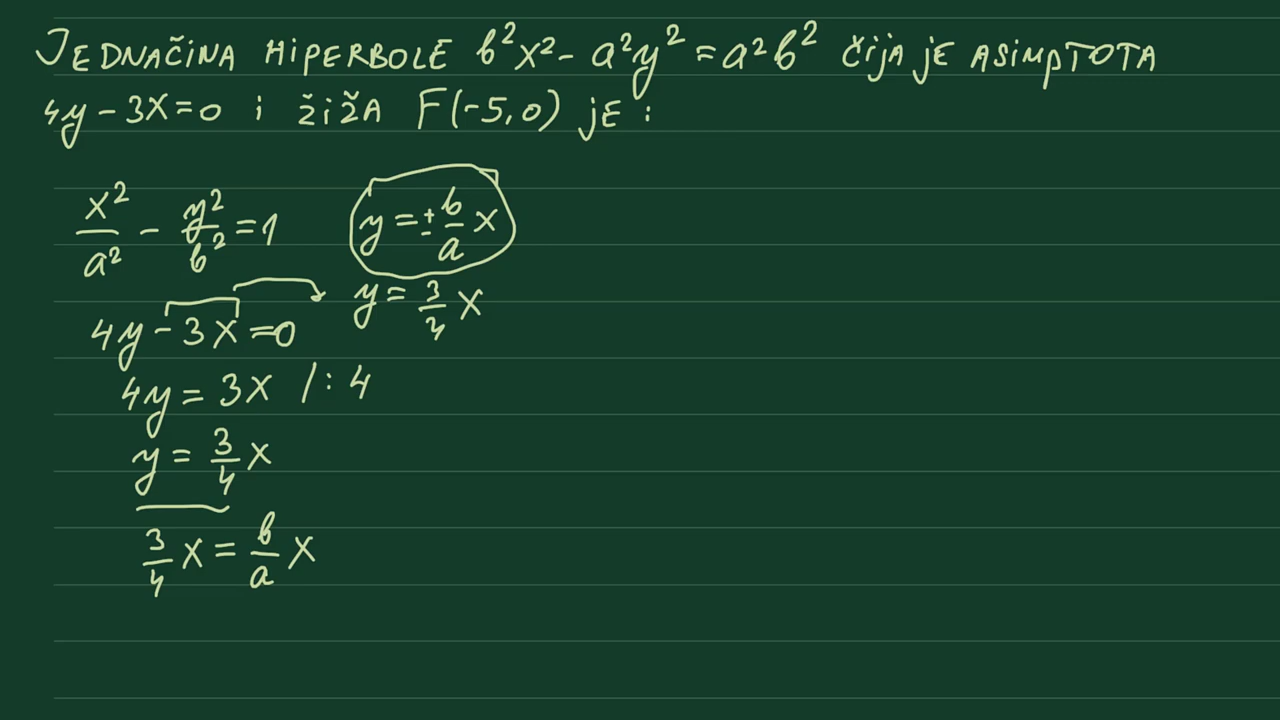 JEDNAČINA HIPERBOLE b²x² - a²y² = a²b² ČIJA JE ASIMPTOTA
4y - 3x = 0 i ŽIŽA F(-5,0) JE :
x²/a² - y²/b² = 1
y = ± b/a x
4y - 3x = 0
y = 3/4 x
4y = 3x / : 4
y = 3/4 x
3/4 x = b/a x